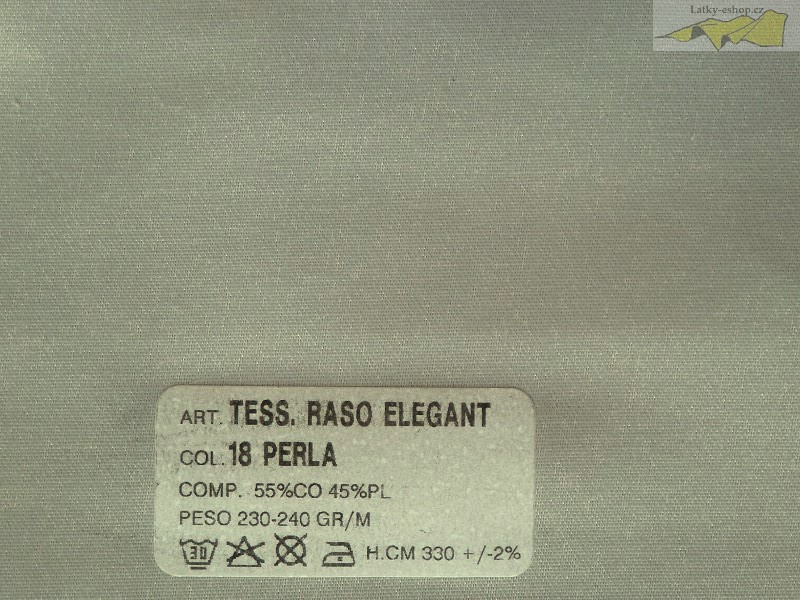 Latky-eshop.cz
ART. TESS. RASO ELEGANT
COL. 18 PERLA
COMP. 55%CO 45%PL
PESO 230-240 GR/M
30 H.CM 330 +/-2%